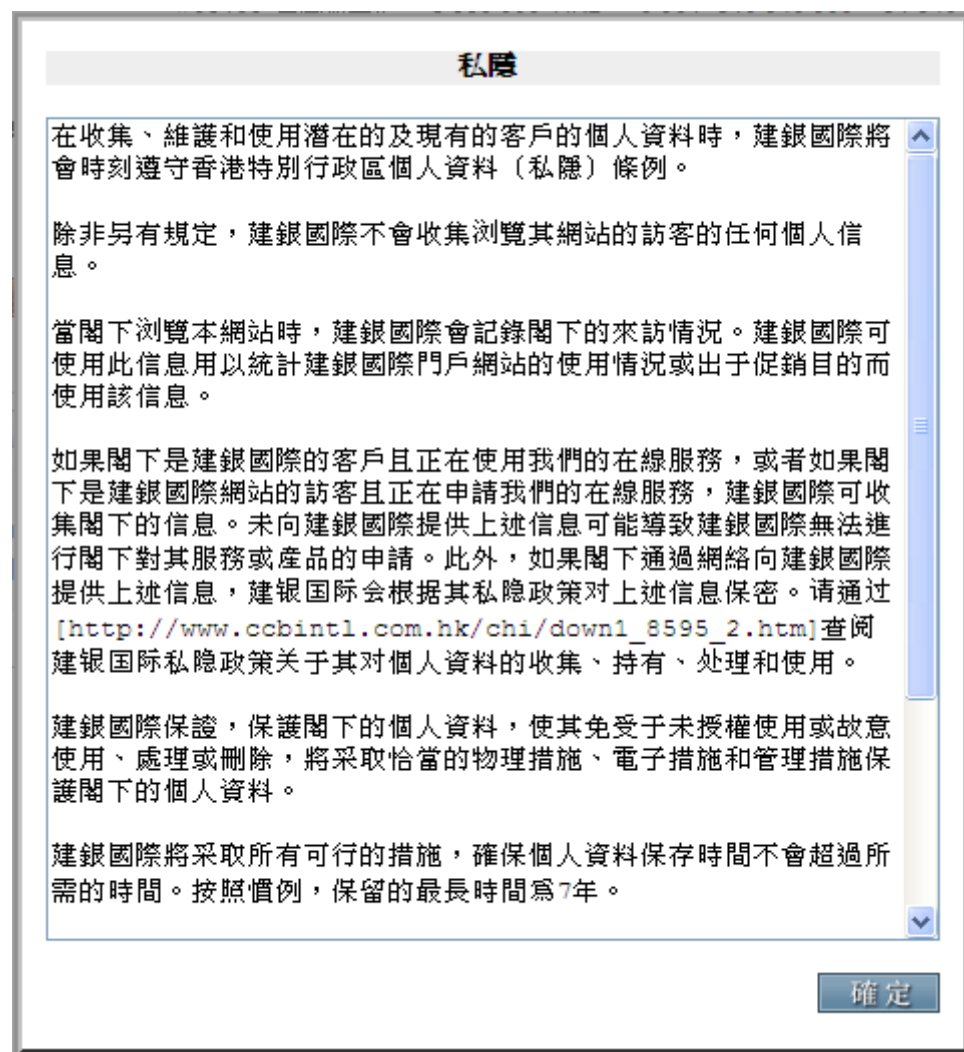 私隱
在收集、維護和使用潛在的及現有的客戶的個人資料時，建銀國際將
會時刻遵守香港特別行政區個人資料〔私隱〕條例。
除非另有規定，建銀國際不會收集浏覽其網站的訪客的任何個人信
息。
當閣下浏覽本網站時，建銀國際會記錄閣下的來訪情況。建銀國際可
使用此信息用以統計建銀國際門戶網站的使用情況或出于促銷目的而
使用該信息。
如果閣下是建銀國際的客戶且正在使用我們的在線服務，或者如果閣
下是建銀國際網站的訪客且正在申請我們的在線服務，建銀國際可收
集閣下的信息。未向建銀國際提供上述信息可能導致建銀國際無法進
行閣下對其服務或産品的申請。此外，如果閣下通過網絡向建銀國際
提供上述信息，建银国际会根据其私隐政策对上述信息保密。请通过
[http://www.ccbintl.com.hk/chi/down1_8595_2.htm]查阅
建银国际私隐政策关于其对個人資料的收集、持有、处理和使用。
建銀國際保證，保護閣下的個人資料，使其免受于未授權使用或故意
使用、處理或刪除，將采取恰當的物理措施、電子措施和管理措施保
護閣下的個人資料。
建銀國際將采取所有可行的措施，確保個人資料保存時間不會超過所
需的時間。按照慣例，保留的最長時間爲7年。
確定